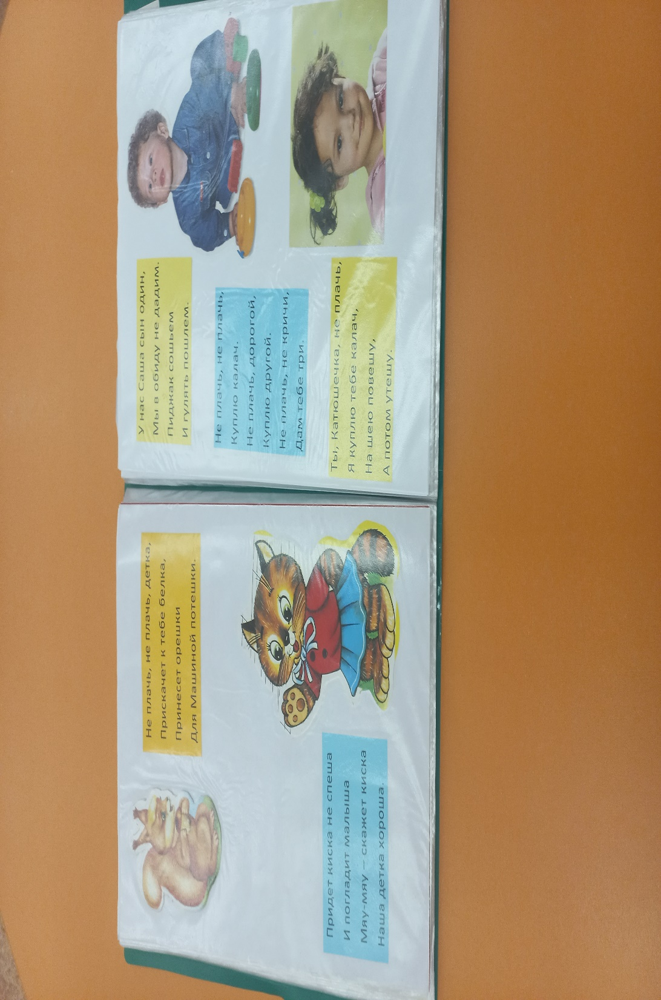 Не плачь, не плачь, детка,
Прискачет к тебе белка,
Принесет орешки
Для Машиной потешки.
Придет киска не спеша
И погладит малыша
Мяу-мяу – скажет киска
Наша детка хороша.
У нас Саша сын один,
Мы в обиду не дадим.
Пиджак сошьем
И гулять пошлем.
Не плачь, не плачь,
Куплю калач.
Не плачь, дорогой,
Куплю другой.
Не плачь, не кричи,
Дам тебе три.
Ты, Катюшечка, не плачь,
Я куплю тебе калач,
На шею повешу,
А потом утешу.